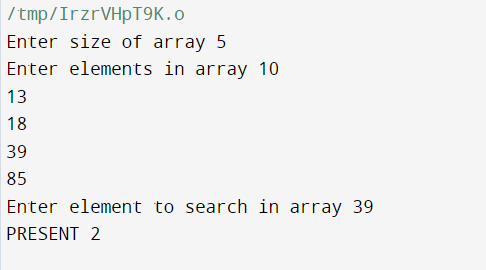 /tmp/IrzrVHpT9K.o
Enter size of array 5
Enter elements in array 10
13
18
39
85
Enter element to search in array 39
PRESENT 2